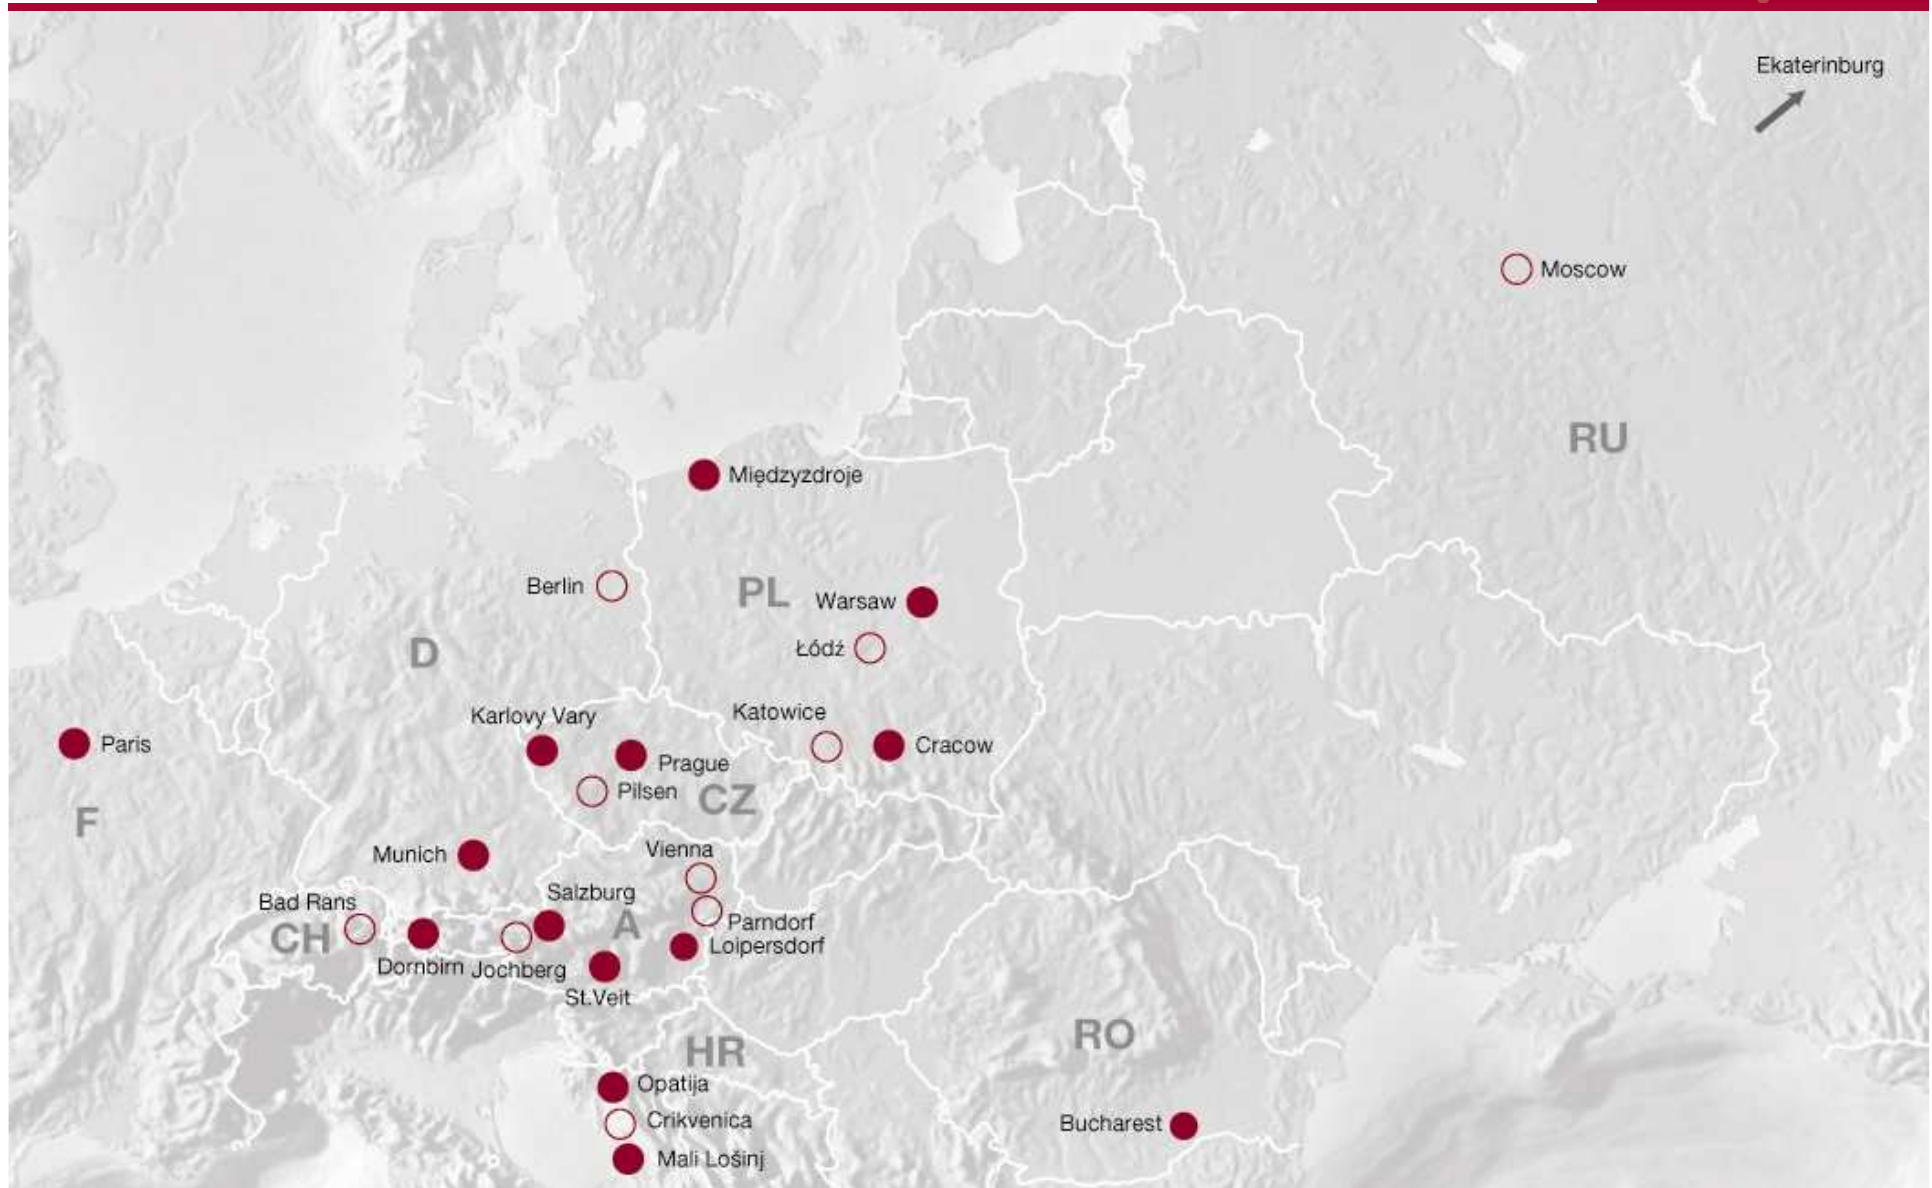 Ekaterinburg
Moscow
RU
Międzyzdroje
Berlin
PL
Warsaw
Łódź
D
Karlovy Vary
Katowice
Paris
Prague
Cracow
Pilsen
CZ
F
Munich
Vienna
Salzburg
Bad Rans
CH
A
Parndorf
Loipersdorf
Dornbirn
Jochberg
St.Veit
RO
HR
Opatija
Crikvenica
Bucharest
Mali Lošinj